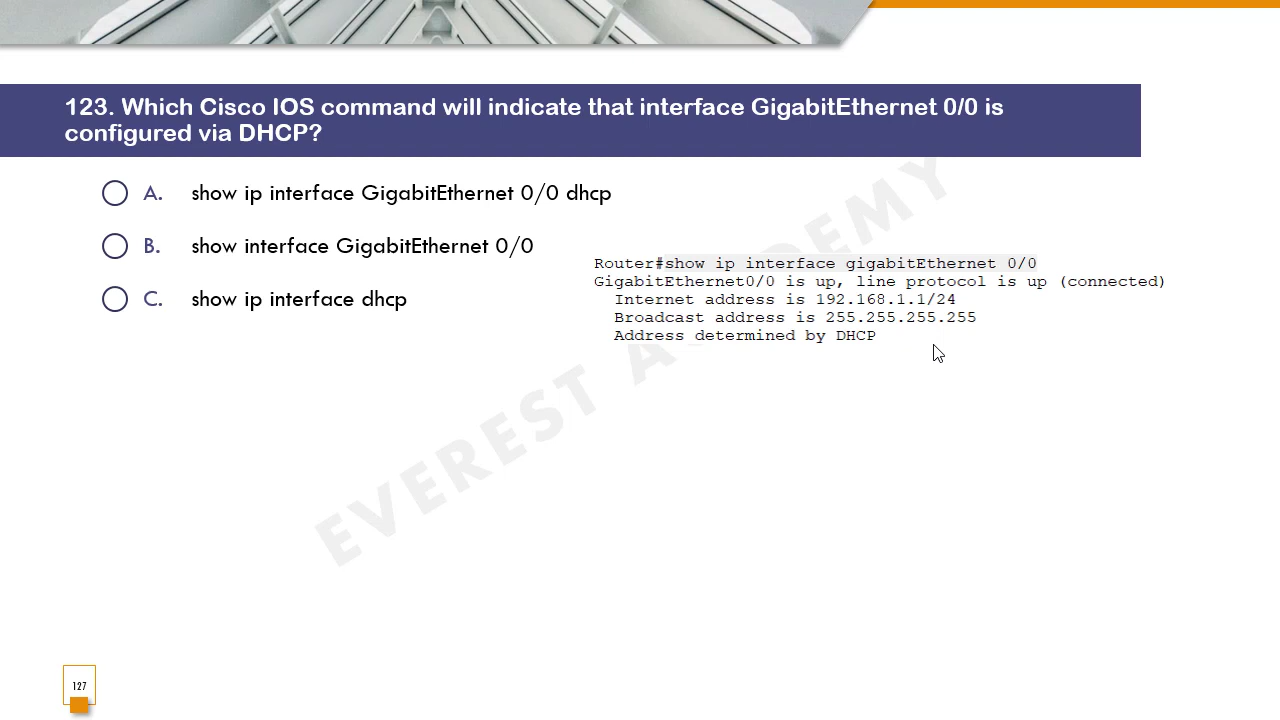 123. Which Cisco IOS command will indicate that interface GigabitEthernet 0/0 is
configured via DHCP?
A. show ip interface GigabitEthernet 0/0 dhcp
B. show interface GigabitEthernet 0/0
C. show ip interface dhcp
Router#show ip interface gigabitEthernet 0/0
GigabitEthernet0/0 is up, line protocol is up (connected)
Internet address is 192.168.1.1/24
Broadcast address is 255.255.255.255
Address determined by DHCP
EVEREST ACADEMY
127